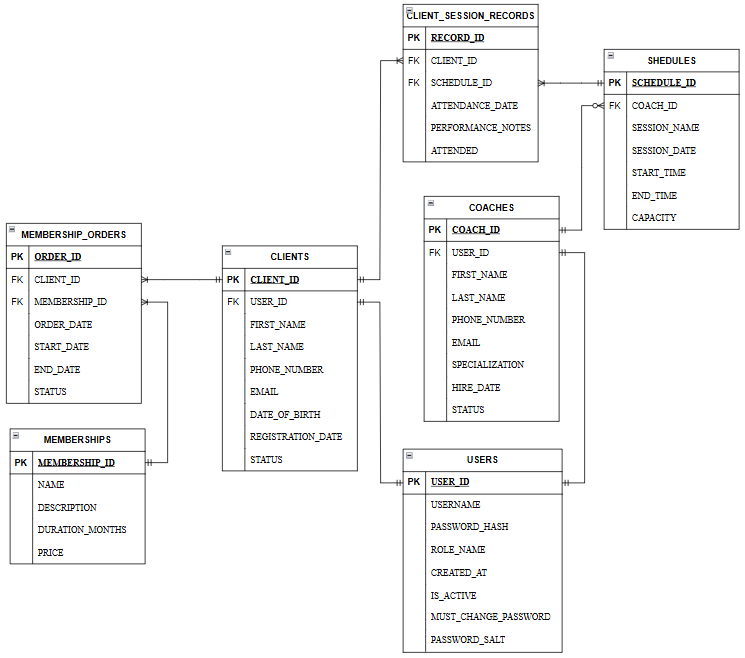 CLIENT_SESSION_RECORDS
PK RECORD_ID
FK CLIENT_ID
FK SCHEDULE_ID
ATTENDANCE_DATE
PERFORMANCE_NOTES
ATTENDED
SHEDULES
PK SCHEDULE_ID
FK COACH_ID
SESSION_NAME
SESSION_DATE
START_TIME
END_TIME
CAPACITY
COACHES
PK COACH_ID
FK USER_ID
FIRST_NAME
LAST_NAME
PHONE_NUMBER
EMAIL
SPECIALIZATION
HIRE_DATE
STATUS
MEMBERSHIP_ORDERS
PK ORDER_ID
FK CLIENT_ID
FK MEMBERSHIP_ID
ORDER_DATE
START_DATE
END_DATE
STATUS
CLIENTS
PK CLIENT_ID
FK USER_ID
FIRST_NAME
LAST_NAME
PHONE_NUMBER
EMAIL
DATE_OF_BIRTH
REGISTRATION_DATE
STATUS
MEMBERSHIPS
PK MEMBERSHIP_ID
NAME
DESCRIPTION
DURATION_MONTHS
PRICE
USERS
PK USER_ID
USERNAME
PASSWORD_HASH
ROLE_NAME
CREATED_AT
IS_ACTIVE
MUST_CHANGE_PASSWORD
PASSWORD_SALT